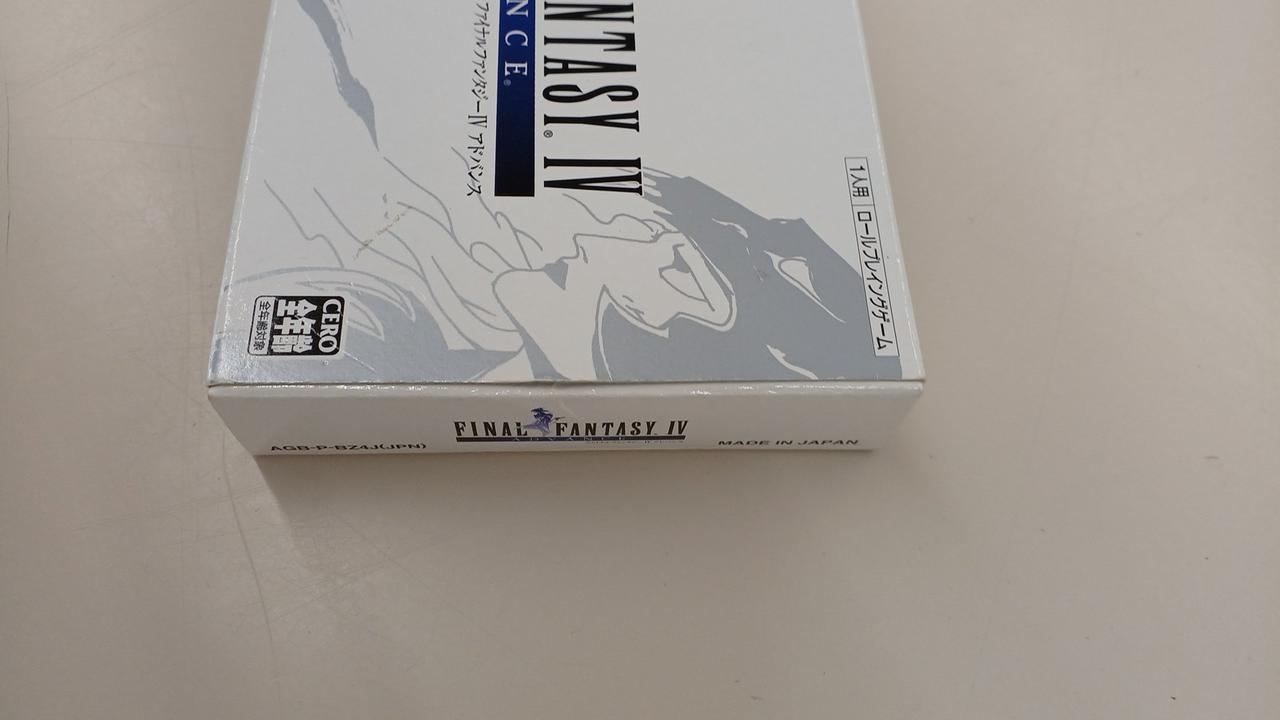 NTASY® IV
NCE®
ファイナルファンタジーIV アドバンス
1人用 ロールプレイングゲーム
CERO
全年齢
全年齢対象
AGB-P-BZ4J(JPN)
FINAL FANTASY IV
ADVANCE
MADE IN JAPAN